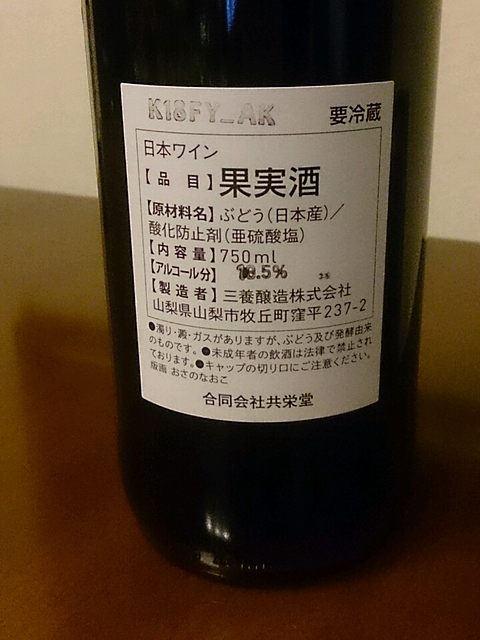 K18FY_AK 要冷蔵
日本ワイン
【品 目】果実酒
【原材料名】ぶどう(日本産)/
酸化防止剤(亜硫酸塩)
【内容量】750ml
【アルコール分】 10.5%
【製造者】三養醸造株式会社
山梨県山梨市牧丘町窪平237-2
●濁り・澱・ガスがありますが、ぶどう及び発酵由来
のものです。●未成年者の飲酒は法律で禁止され
ております。●キャップの切り口にご注意ください。
版画 おさのなおこ
合同会社共栄堂